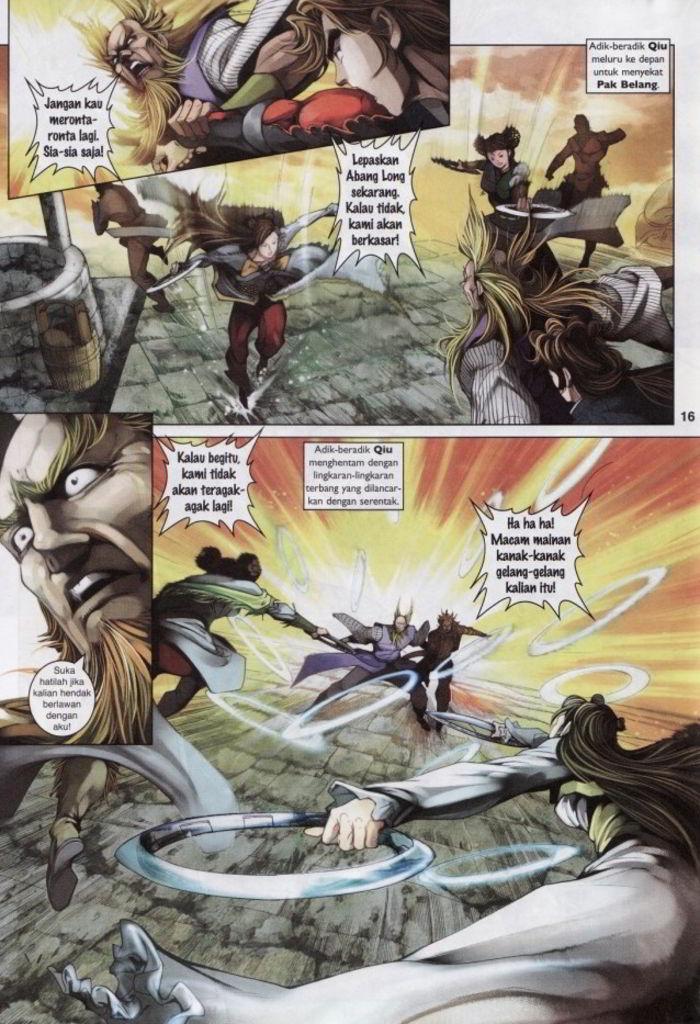 Jangan kau
meronta-
ronta lagi.
Sia-sia saja!
Adik-beradik Qiu
meluru ke depan
untuk menyekat
Pak Belang.
Lepaskan
Abang Long
sekarang.
Kalau tidak,
kami akan
berkasar!
16
Suka
hatilah jika
kalian hendak
berlawan
dengan
aku!
Kalau begitu,
kami tidak
akan teragak-
agak lagi!
Adik-beradik Qiu
menghentam dengan
lingkaran-lingkaran
terbang yang dilancar-
kan dengan serentak.
Ha ha ha!
Macam mainan
kanak-kanak
gelang-gelang
kalian itu!